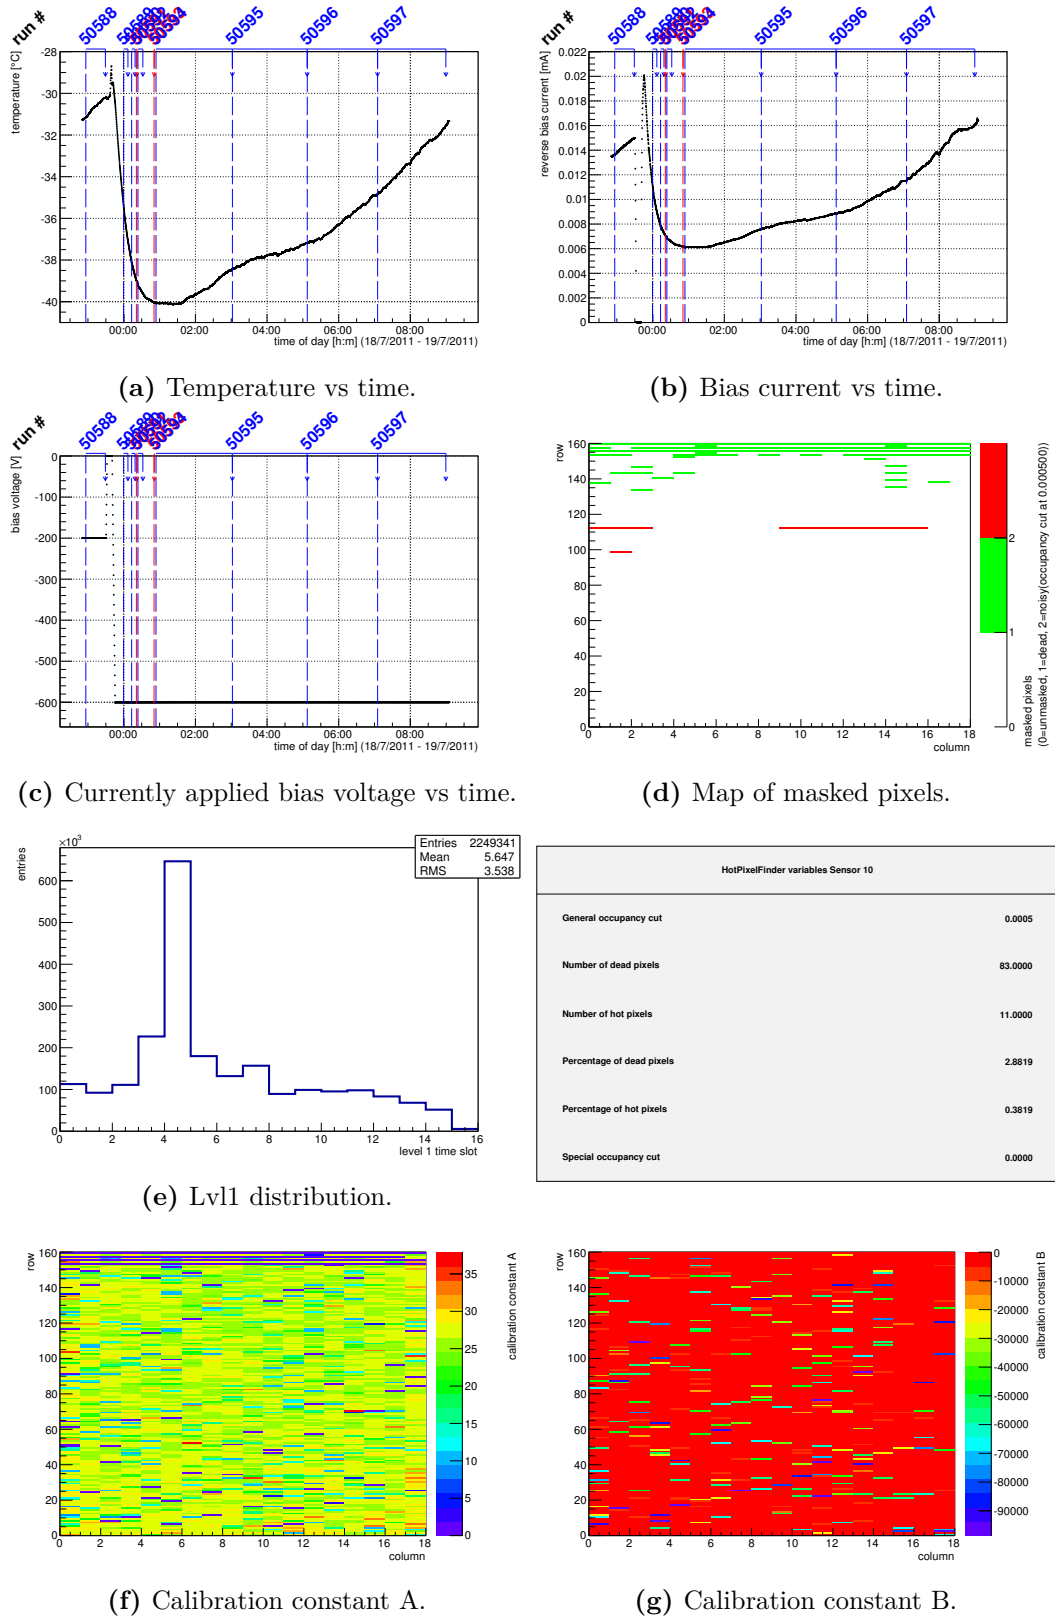 run #
50588
50589
50594
50595
50596
50597
temperature [°C]
-28
-30
-32
-34
-36
-38
-40
00:00 02:00 04:00 06:00 08:00
time of day [h:m] (18/7/2011 - 19/7/2011)
(a) Temperature vs time.
run #
50588
50589
50594
50595
50596
50597
reverse bias current [mA]
0.022
0.02
0.018
0.016
0.014
0.012
0.01
0.008
0.006
0.004
0.002
0
00:00 02:00 04:00 06:00 08:00
time of day [h:m] (18/7/2011 - 19/7/2011)
(b) Bias current vs time.
run #
50588
50589
50594
50595
50596
50597
bias voltage [V]
0
-100
-200
-300
-400
-500
-600
00:00 02:00 04:00 06:00 08:00
time of day [h:m] (18/7/2011 - 19/7/2011)
(c) Currently applied bias voltage vs time.
row
160
140
120
100
80
60
40
20
0
0 2 4 6 8 10 12 14 16 18
column
2
1
0
masked pixels
(0=unmasked, 1=dead, 2=noisy(occupancy cut at 0.000500))
(d) Map of masked pixels.
×10³
entries
600
500
400
300
200
100
0
0 2 4 6 8 10 12 14 16
level 1 time slot
Entries 2249341
Mean 5.647
RMS 3.538
(e) Lvl1 distribution.
HotPixelFinder variables Sensor 10
General occupancy cut 0.0005
Number of dead pixels 83.0000
Number of hot pixels 11.0000
Percentage of dead pixels 2.8819
Percentage of hot pixels 0.3819
Special occupancy cut 0.0000
row
160
140
120
100
80
60
40
20
0
0 2 4 6 8 10 12 14 16 18
column
35
30
25
20
15
10
5
0
calibration constant A
(f) Calibration constant A.
row
160
140
120
100
80
60
40
20
0
0 2 4 6 8 10 12 14 16 18
column
0
-10000
-20000
-30000
-40000
-50000
-60000
-70000
-80000
-90000
calibration constant B
(g) Calibration constant B.